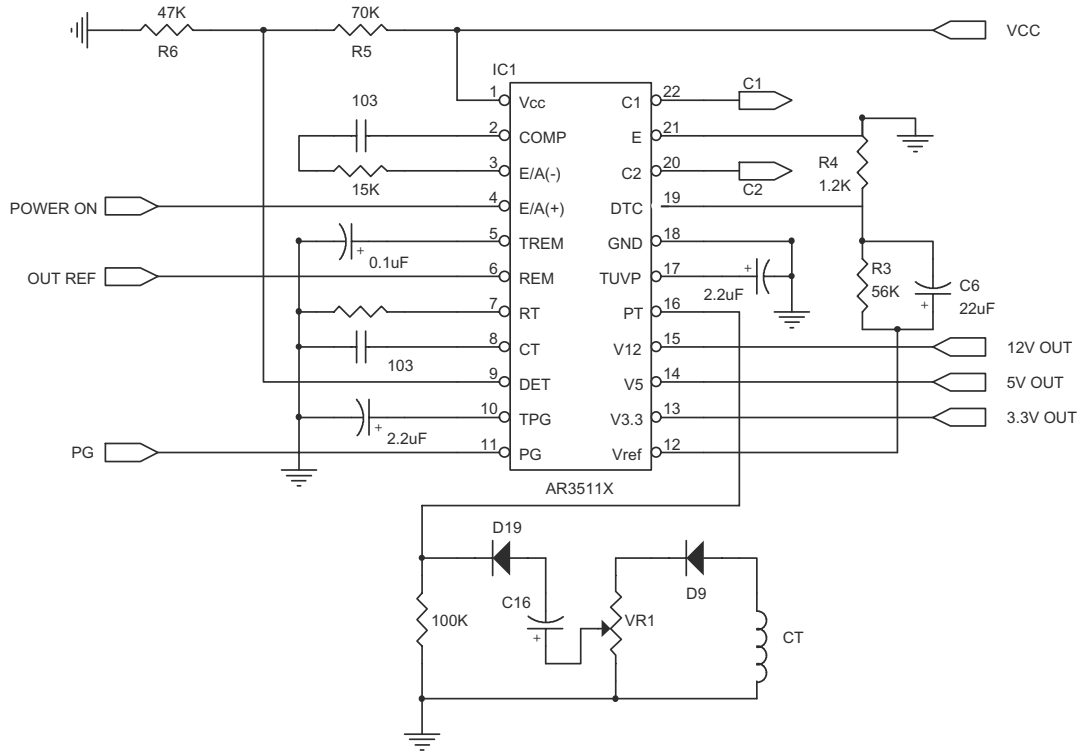 47K
R6
70K
R5
VCC
IC1
1
Vcc
C1
22
C1
103
2
COMP
E
21
15K
3
E/A(-)
C2
20
C2
R4
1.2K
POWER ON
4
E/A(+)
DTC
19
5
TREM
GND
18
+
0.1uF
OUT REF
6
REM
TUVP
17
+
2.2uF
R3
56K
C6
22uF
+
7
RT
PT
16
8
CT
V12
15
12V OUT
103
9
DET
V5
14
5V OUT
10
TPG
V3.3
13
3.3V OUT
+
2.2uF
PG
11
PG
Vref
12
AR3511X
D19
D9
C16
+
100K
VR1
CT